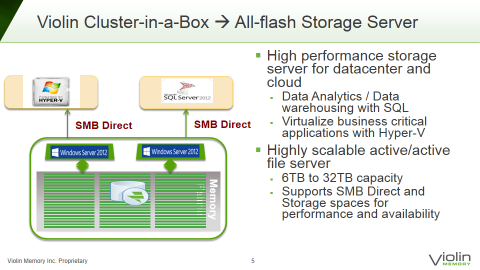 Violin Cluster-in-a-Box → All-flash Storage Server
HYPER-V
SQL Server 2012
SMB Direct
SMB Direct
Windows Server 2012
Windows Server 2012
Memory
High performance storage
server for datacenter and
cloud
Data Analytics / Data
warehousing with SQL
Virtualize business critical
applications with Hyper-V
Highly scalable active/active
file server
6TB to 32TB capacity
Supports SMB Direct and
Storage spaces for
performance and availability
Violin Memory Inc. Proprietary
5
Violin
MEMORY